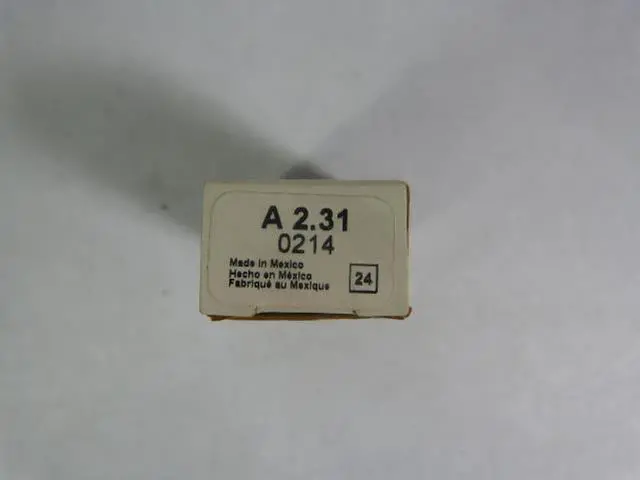 A 2.31
0214
Made in Mexico
Hecho en México
Fabriqué au Mexique
24